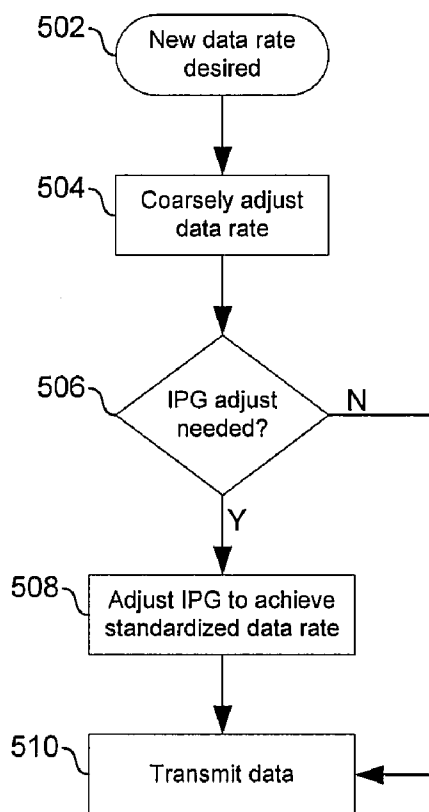 502
New data rate
desired
504
Coarsely adjust
data rate
506
IPG adjust
needed?
N
Y
508
Adjust IPG to achieve
standardized data rate
510
Transmit data